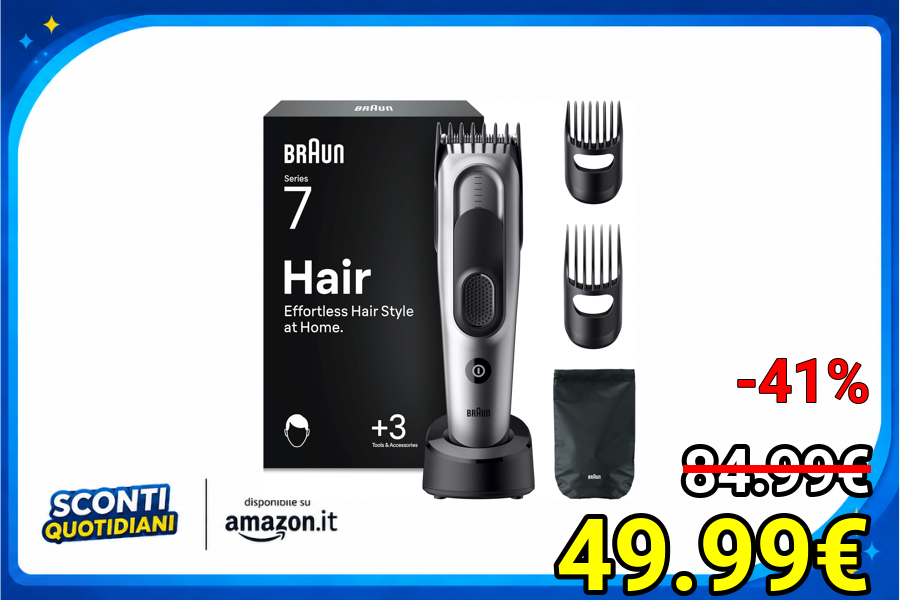 BRAUN
BRAUN
Series
7
Hair
Effortless Hair Style
at Home.
+3
Tools & Accessories
BRAUN
BRAUN
-41%
84.99€
49.99€
SCONTI
QUOTIDIANI
disponibile su
amazon.it